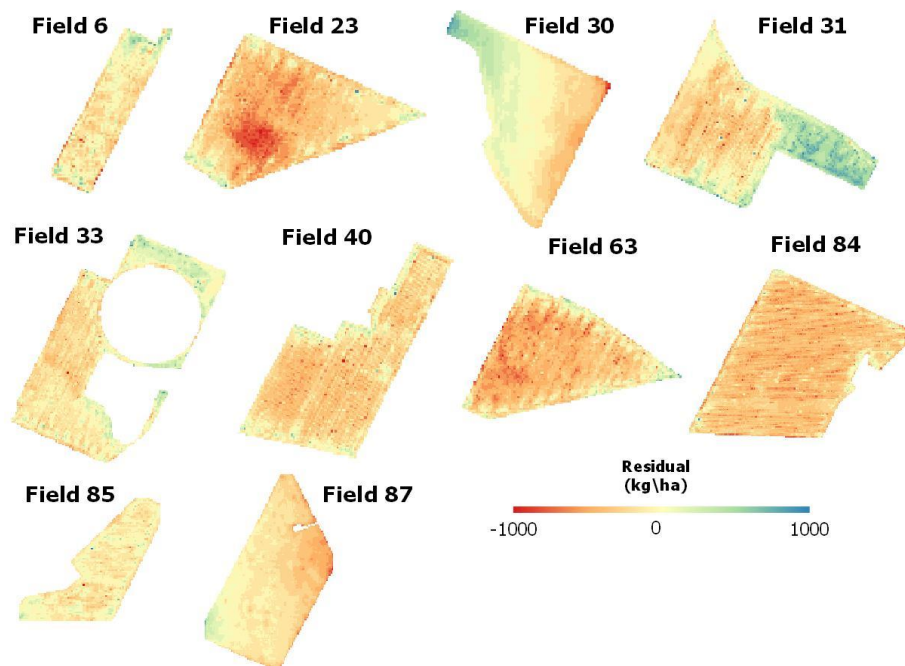 Field 6
Field 23
Field 30
Field 31
Field 33
Field 40
Field 63
Field 84
Field 85
Field 87
Residual
(kg\ha)
-1000 0 1000